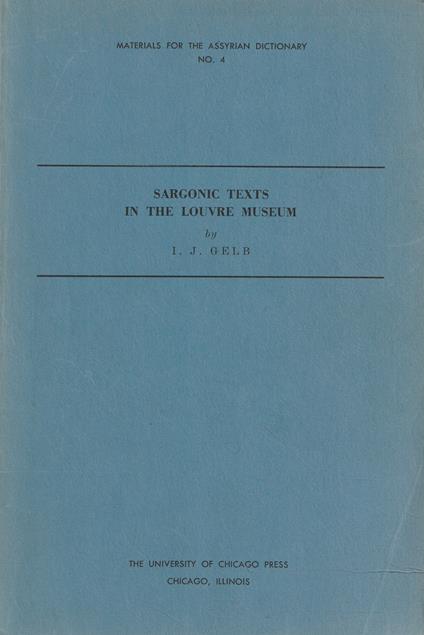 MATERIALS FOR THE ASSYRIAN DICTIONARY
NO. 4
SARGONIC TEXTS
IN THE LOUVRE MUSEUM
by
I. J. GELB
THE UNIVERSITY OF CHICAGO PRESS
CHICAGO, ILLINOIS